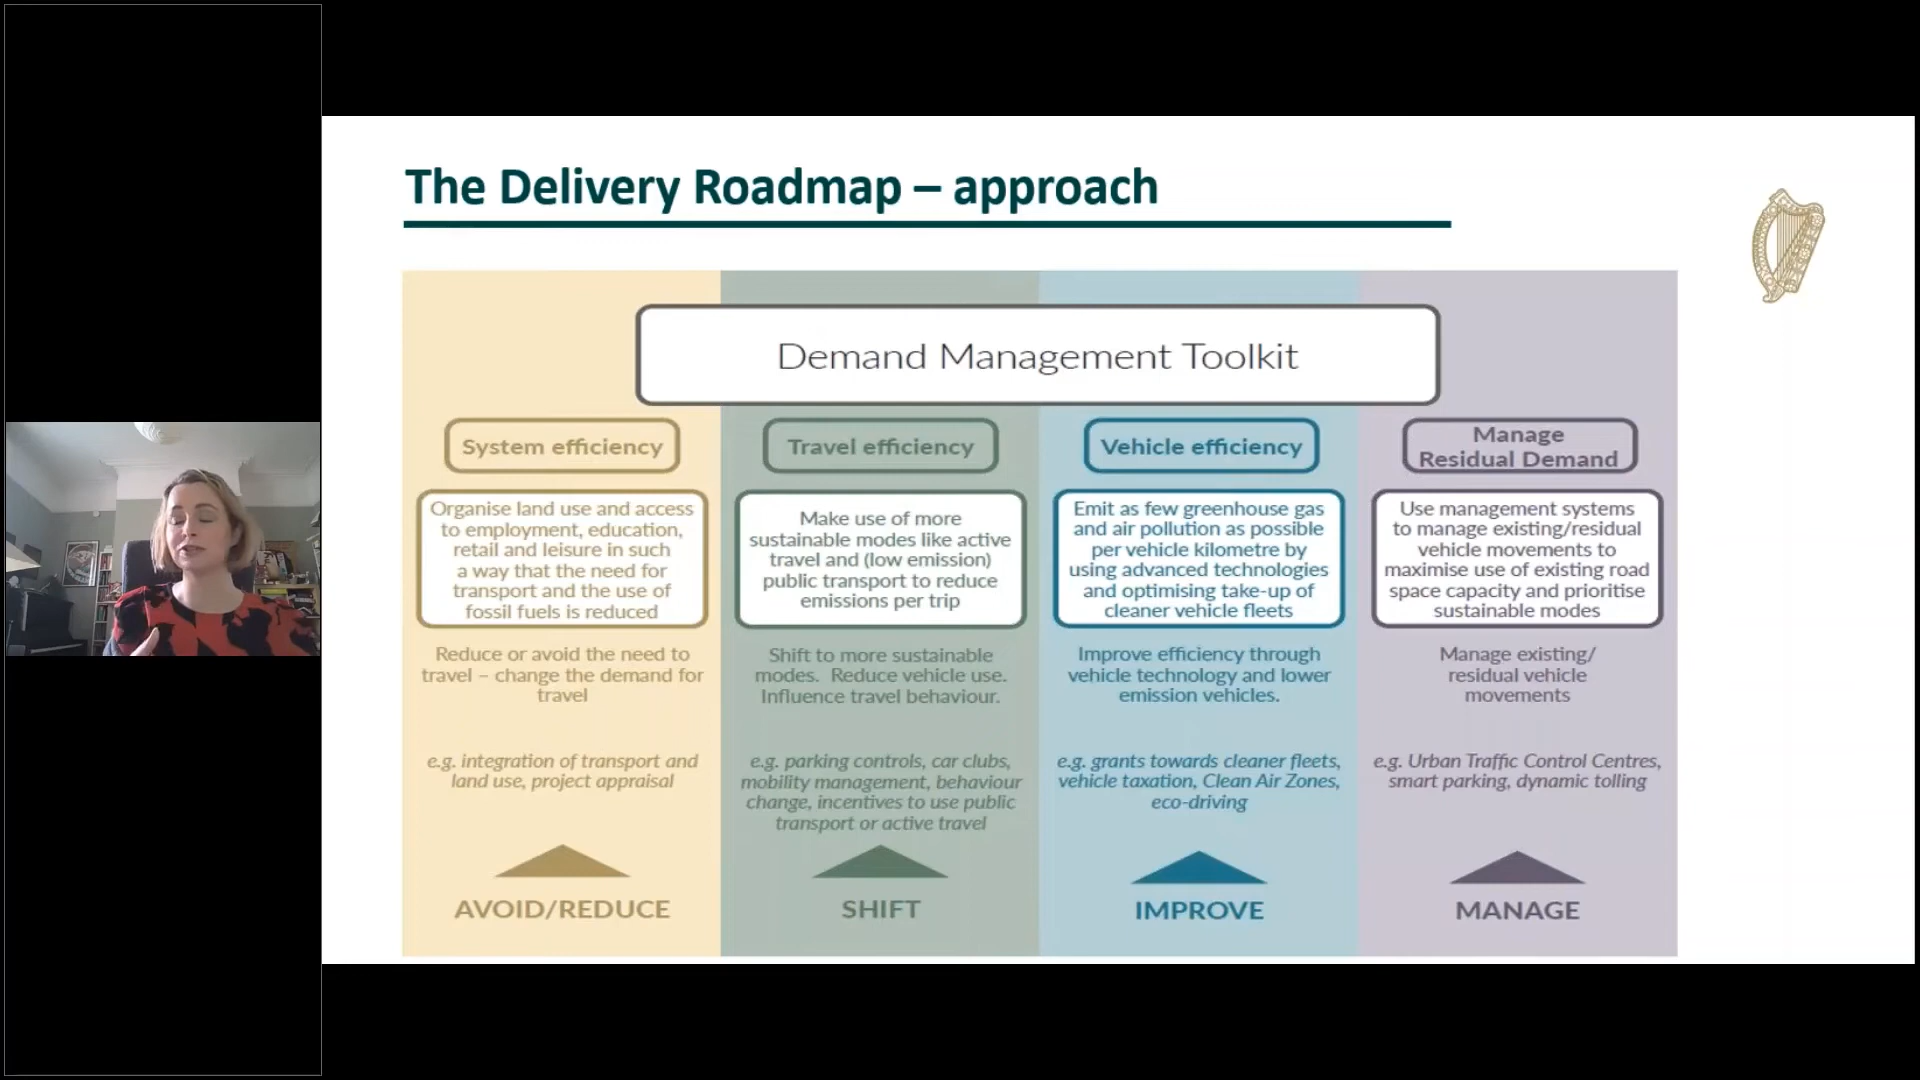 The Delivery Roadmap – approach
Demand Management Toolkit
System efficiency
Organise land use and access
to employment, education,
retail and leisure in such
a way that the need for
transport and the use of
fossil fuels is reduced
Reduce or avoid the need to
travel – change the demand for
travel
e.g. integration of transport and
land use, project appraisal
AVOID/REDUCE
Travel efficiency
Make use of more
sustainable modes like active
travel and (low emission)
public transport to reduce
emissions per trip
Shift to more sustainable
modes. Reduce vehicle use.
Influence travel behaviour.
e.g. parking controls, car clubs,
mobility management, behaviour
change, incentives to use public
transport or active travel
SHIFT
Vehicle efficiency
Emit as few greenhouse gas
and air pollution as possible
per vehicle kilometre by
using advanced technologies
and optimising take-up of
cleaner vehicle fleets
Improve efficiency through
vehicle technology and lower
emission vehicles.
e.g. grants towards cleaner fleets,
vehicle taxation, Clean Air Zones,
eco-driving
IMPROVE
Manage
Residual Demand
Use management systems
to manage existing/residual
vehicle movements to
maximise use of existing road
space capacity and prioritise
sustainable modes
Manage existing/
residual vehicle
movements
e.g. Urban Traffic Control Centres,
smart parking, dynamic tolling
MANAGE